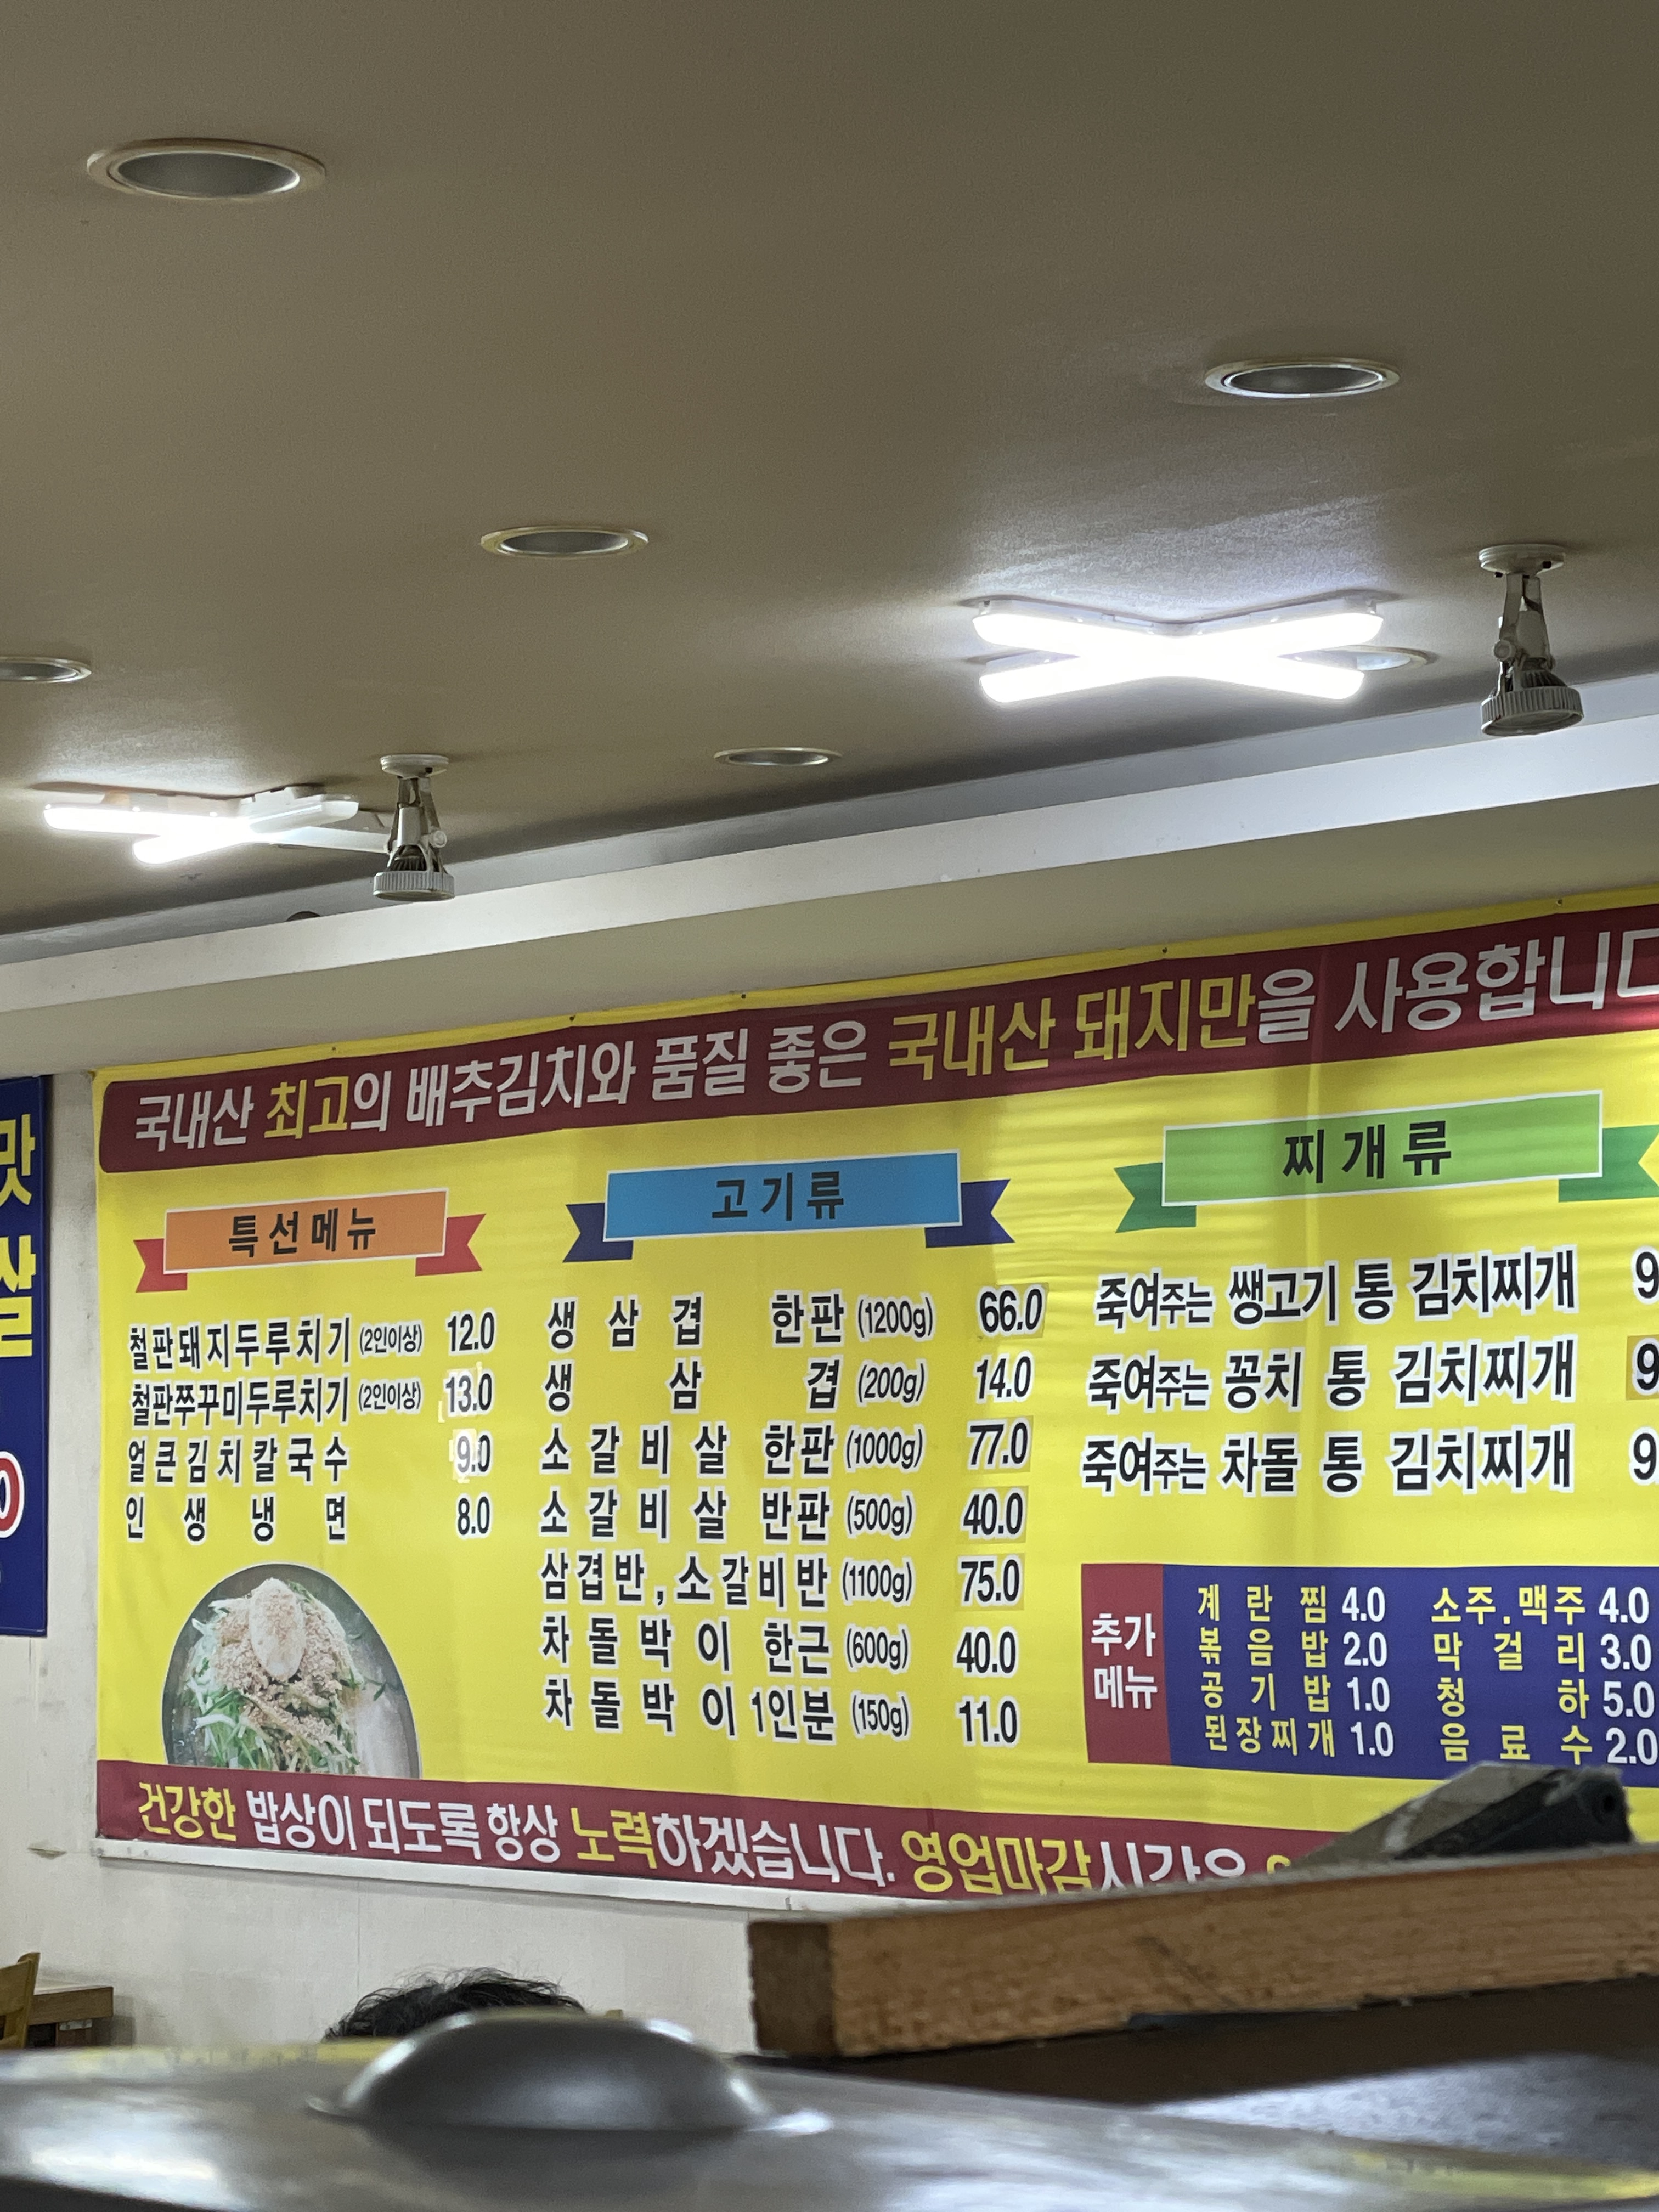 국내산 최고의 배추김치와 품질 좋은 국내산 돼지만을 사용합니다
특선메뉴
철판돼지두루치기 (2인이상) 12.0
철판쭈꾸미두루치기 (2인이상) 13.0
얼큰김치칼국수 9.0
인생냉면 8.0
고기류
생삼겹 한판 (1200g) 66.0
생삼겹 (200g) 14.0
소갈비살 한판 (1000g) 77.0
소갈비살 반판 (500g) 40.0
삼겹반,소갈비반 (1100g) 75.0
차돌박이 한근 (600g) 40.0
차돌박이 1인분 (150g) 11.0
찌개류
죽여주는 쌩고기 통 김치찌개 9
죽여주는 꽁치 통 김치찌개 9
죽여주는 차돌 통 김치찌개 9
추가
메뉴
계란찜 4.0 소주.맥주 4.0
볶음밥 2.0 막걸리 3.0
공기밥 1.0 청하 5.0
된장찌개 1.0 음료수 2.0
건강한 밥상이 되도록 항상 노력하겠습니다. 영업마감시간은
맛
살
0